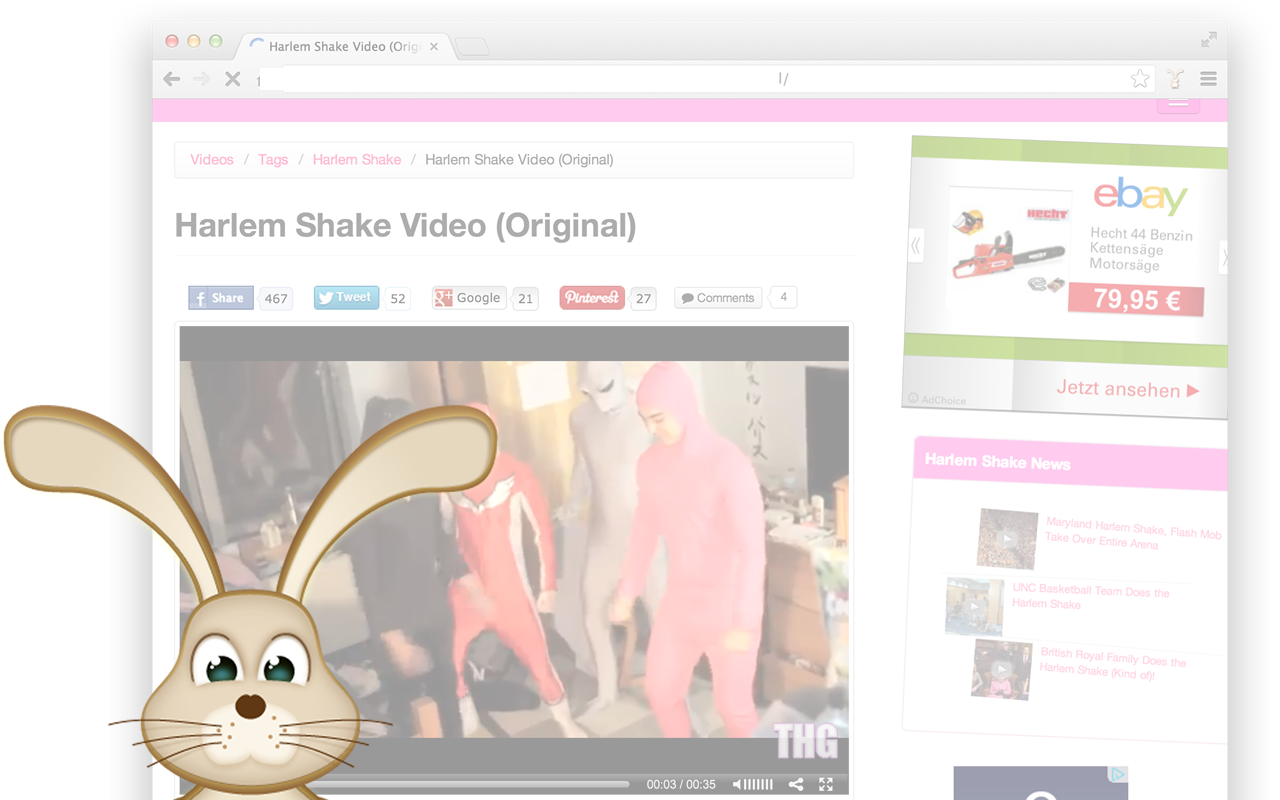 Harlem Shake Video (Orig
Videos / Tags / Harlem Shake / Harlem Shake Video (Original)
Harlem Shake Video (Original)
Share 467 Tweet 52 Google 21 Pinterest 27 Comments 4
THG
00:03 / 00:35
ebay
HECHT
Hecht 44 Benzin
Kettensäge
Motorsäge
79,95 €
Jetzt ansehen
AdChoice
Harlem Shake News
Maryland Harlem Shake, Flash Mob
Take Over Entire Arena
UNC Basketball Team Does the
Harlem Shake
British Royal Family Does the
Harlem Shake (Kind of)!